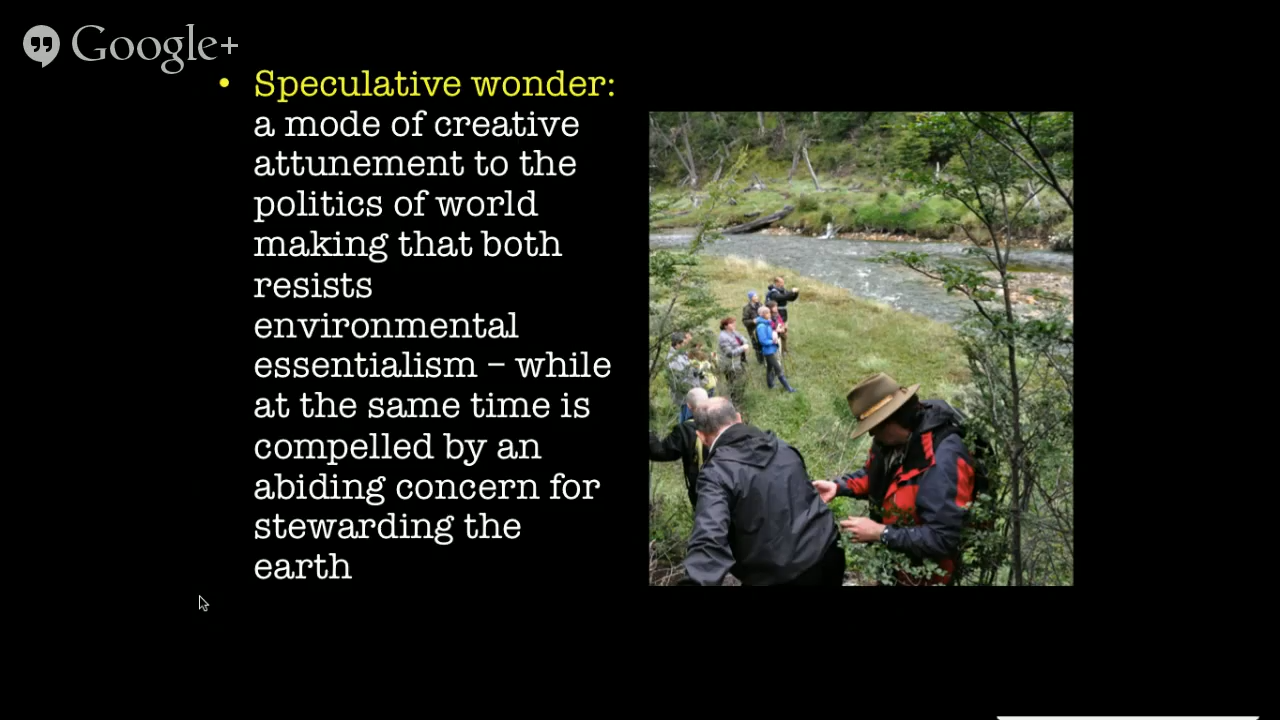 Google+
• Speculative wonder:
a mode of creative
attunement to the
politics of world
making that both
resists
environmental
essentialism – while
at the same time is
compelled by an
abiding concern for
stewarding the
earth